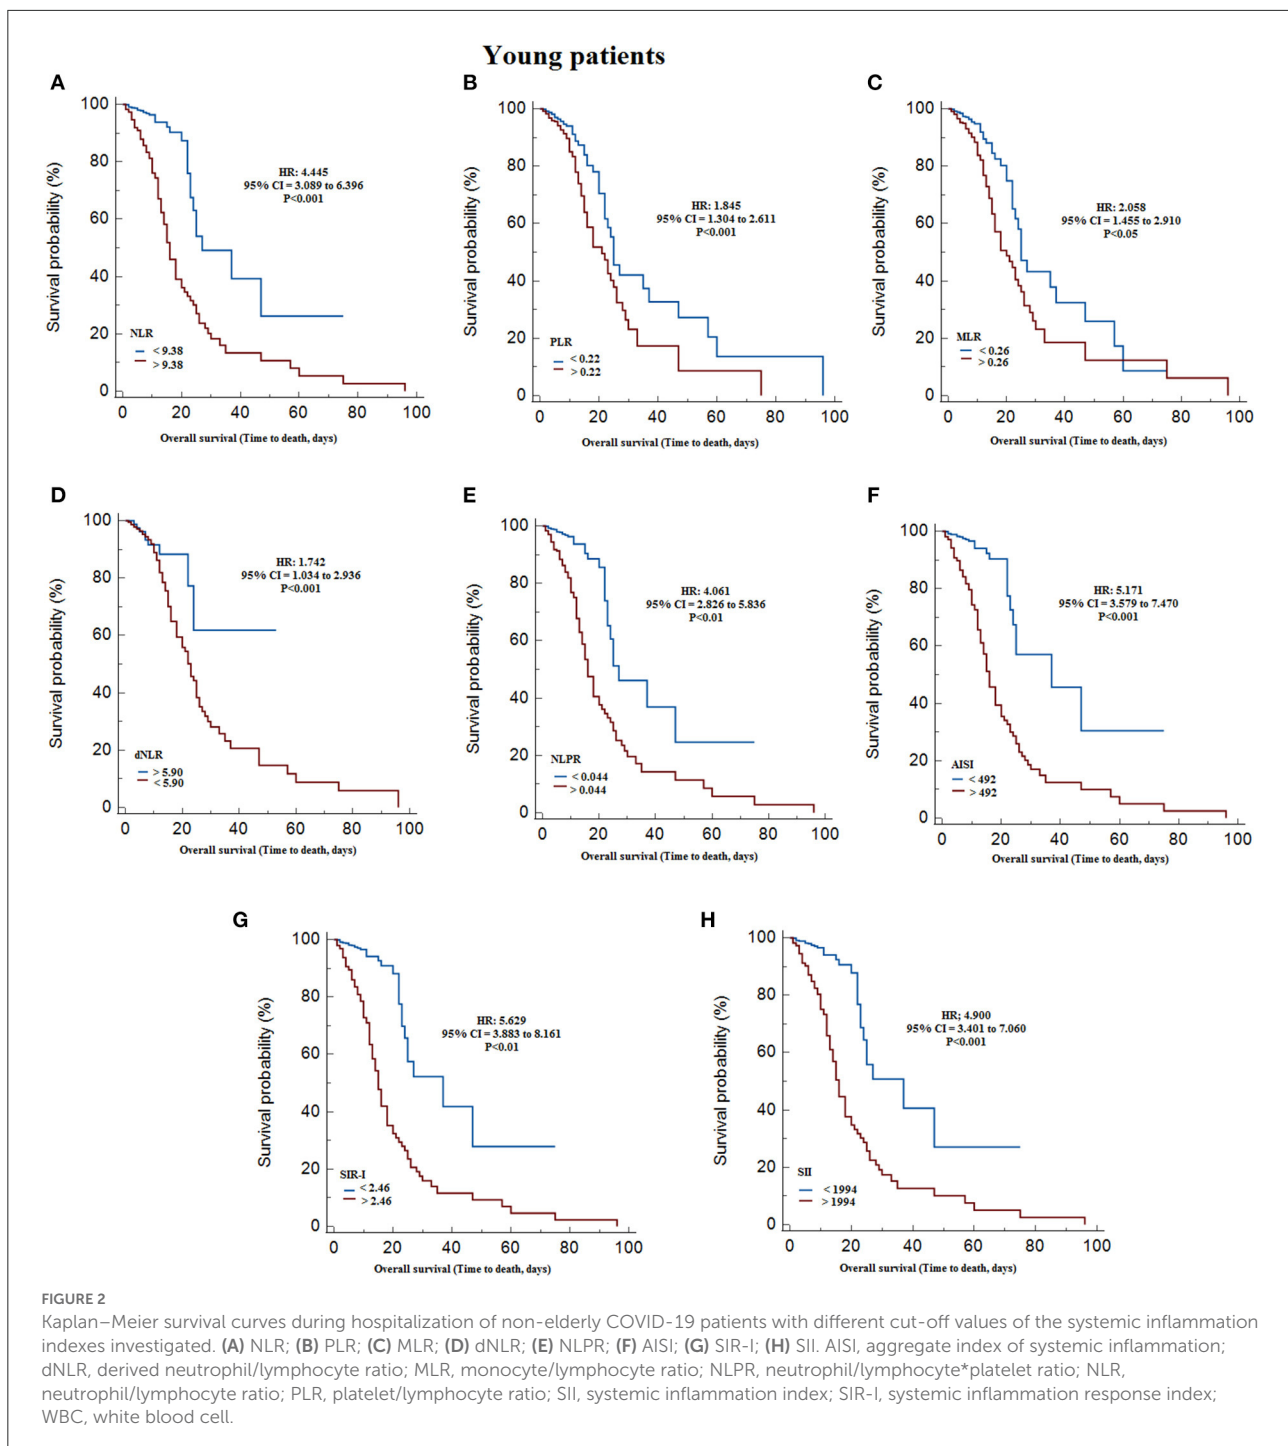 Young patients
A
Survival probability (%)
100
80
60
40
20
0
HR: 4.445
95% CI = 3.089 to 6.396
P<0.001
NLR
< 9.38
> 9.38
0 20 40 60 80 100
Overall survival (Time to death, days)
B
Survival probability (%)
100
80
60
40
20
0
HR: 1.845
95% CI = 1.304 to 2.611
P<0.001
PLR
< 0.22
> 0.22
0 20 40 60 80 100
Overall survival (Time to death, days)
C
Survival probability (%)
100
80
60
40
20
0
HR: 2.058
95% CI = 1.455 to 2.910
P<0.05
MLR
< 0.26
> 0.26
0 20 40 60 80 100
Overall survival (Time to death, days)
D
Survival probability (%)
100
80
60
40
20
0
HR: 1.742
95% CI = 1.034 to 2.936
P<0.001
dNLR
> 5.90
< 5.90
0 20 40 60 80 100
Overall survival (Time to death, days)
E
Survival probability (%)
100
80
60
40
20
0
HR: 4.061
95% CI = 2.826 to 5.836
P<0.01
NLPR
< 0.044
> 0.044
0 20 40 60 80 100
Overall survival (Time to death, days)
F
Survival probability (%)
100
80
60
40
20
0
HR: 5.171
95% CI = 3.579 to 7.470
P<0.001
AISI
< 492
> 492
0 20 40 60 80 100
Overall survival (Time to death, days)
G
Survival probability (%)
100
80
60
40
20
0
HR: 5.629
95% CI = 3.883 to 8.161
P<0.01
SIR-I
< 2.46
> 2.46
0 20 40 60 80 100
Overall survival (Time to death, days)
H
Survival probability (%)
100
80
60
40
20
0
HR; 4.900
95% CI = 3.401 to 7.060
P<0.001
SII
< 1994
> 1994
0 20 40 60 80 100
Overall survival (Time to death, days)
FIGURE 2
Kaplan–Meier survival curves during hospitalization of non-elderly COVID-19 patients with different cut-off values of the systemic inflammation
indexes investigated. (A) NLR; (B) PLR; (C) MLR; (D) dNLR; (E) NLPR; (F) AISI; (G) SIR-I; (H) SII. AISI, aggregate index of systemic inflammation;
dNLR, derived neutrophil/lymphocyte ratio; MLR, monocyte/lymphocyte ratio; NLPR, neutrophil/lymphocyte*platelet ratio; NLR,
neutrophil/lymphocyte ratio; PLR, platelet/lymphocyte ratio; SII, systemic inflammation index; SIR-I, systemic inflammation response index;
WBC, white blood cell.